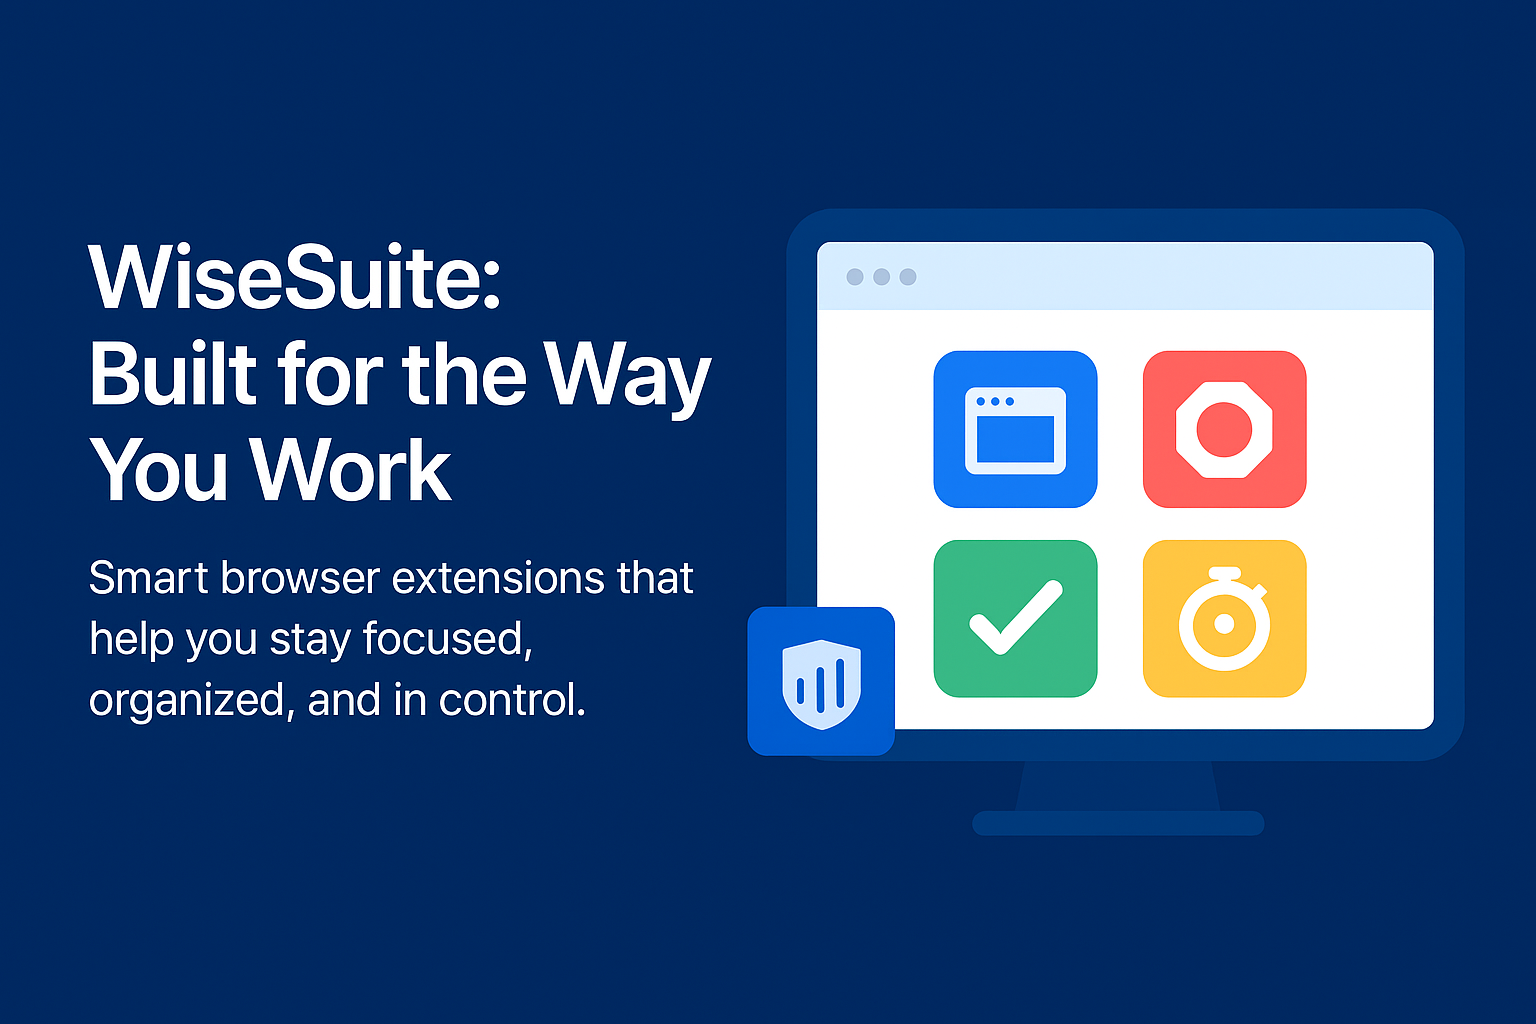 WiseSuite:
Built for the Way
You Work
Smart browser extensions that
help you stay focused,
organized, and in control.